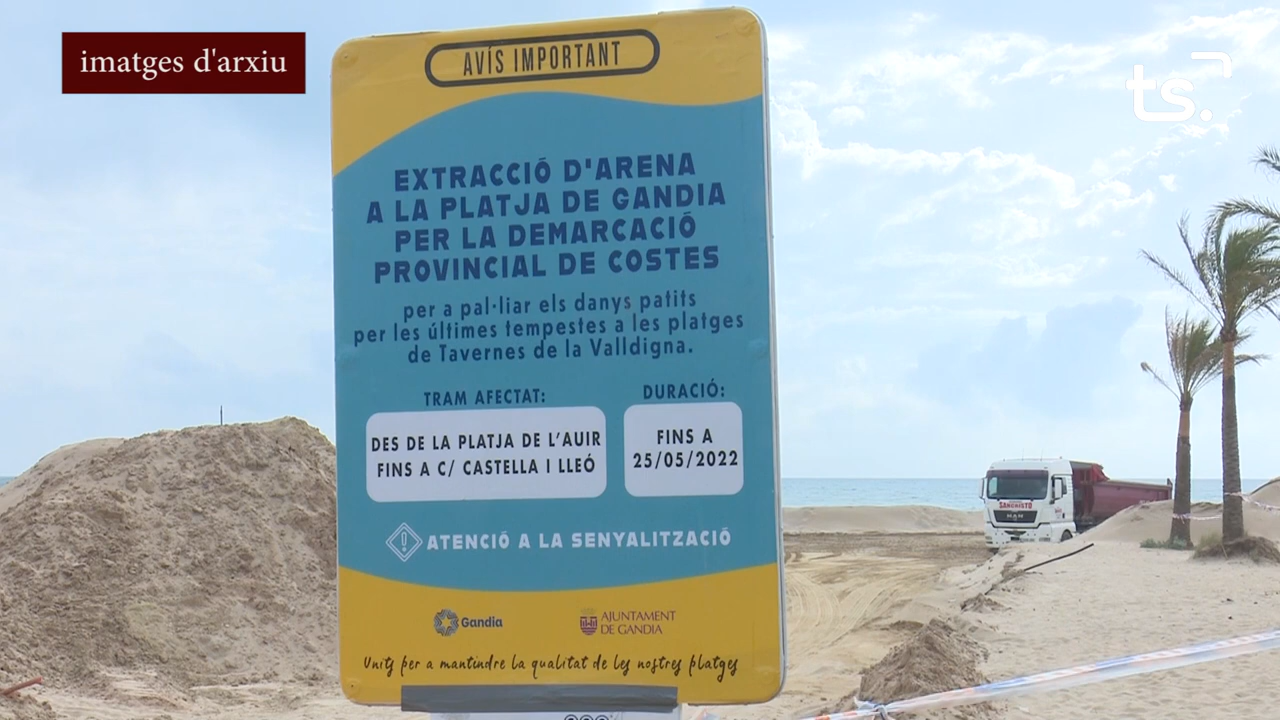 imatges d'arxiu
ts.
AVÍS IMPORTANT
EXTRACCIÓ D'ARENA
A LA PLATJA DE GANDIA
PER LA DEMARCACIÓ
PROVINCIAL DE COSTES
per a pal·liar els danys patits
per les últimes tempestes a les platges
de Tavernes de la Valldigna.
TRAM AFECTAT:
DES DE LA PLATJA DE L'AUIR
FINS A C/ CASTELLA I LLEÓ
DURACIÓ:
FINS A
25/05/2022
ATENCIÓ A LA SENYALITZACIÓ
Gandia
AJUNTAMENT
DE GANDIA
Units per a mantindre la qualitat de les nostres platges
MAN